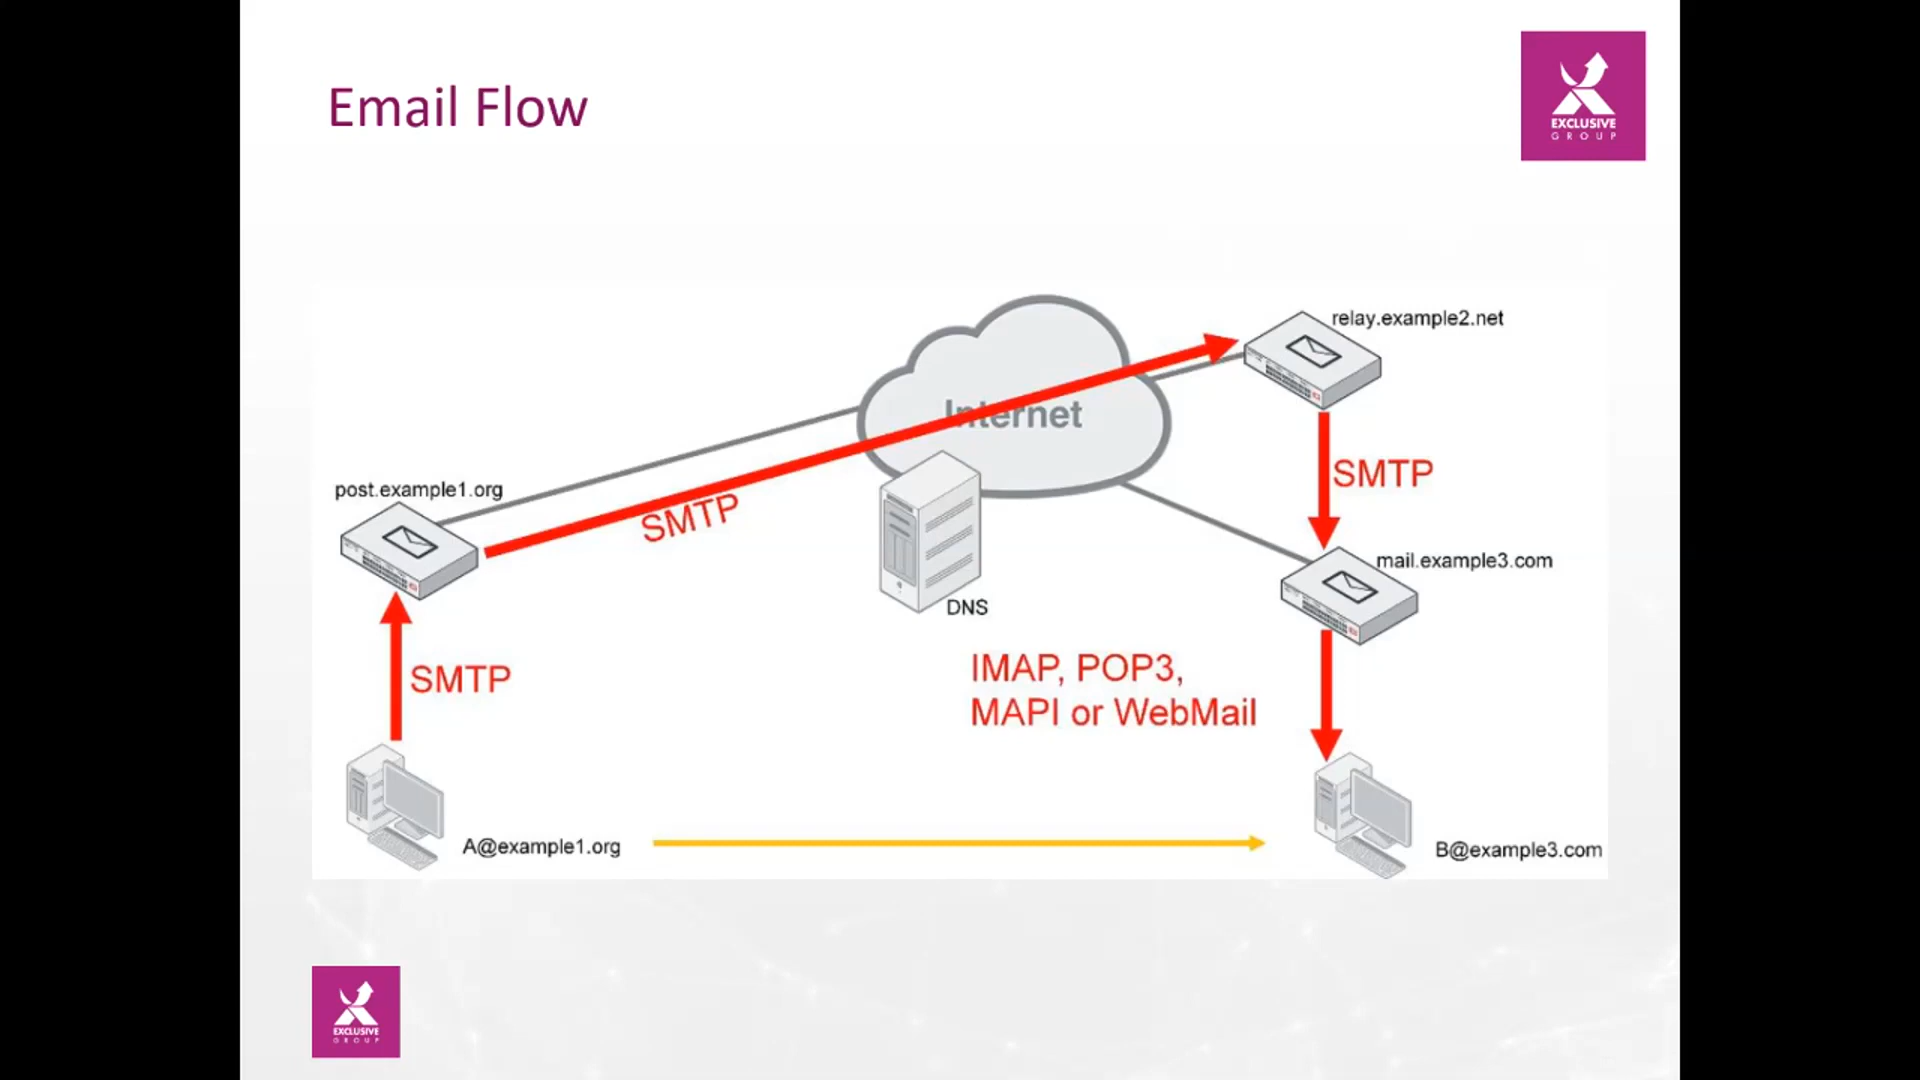 Email Flow
EXCLUSIVE
GROUP
relay.example2.net
Internet
SMTP
post.example1.org
SMTP
mail.example3.com
DNS
IMAP, POP3,
MAPI or WebMail
SMTP
A@example1.org
B@example3.com
EXCLUSIVE
GROUP